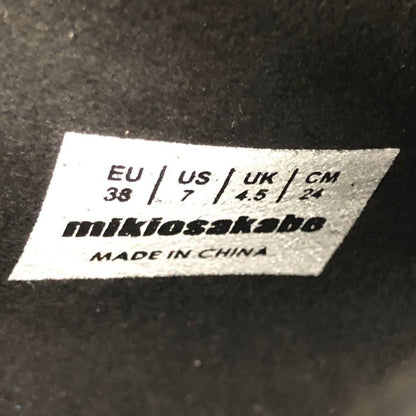 EU / US / UK / CM
38 / 7 / 4.5 / 24
mikiosakabe
MADE IN CHINA